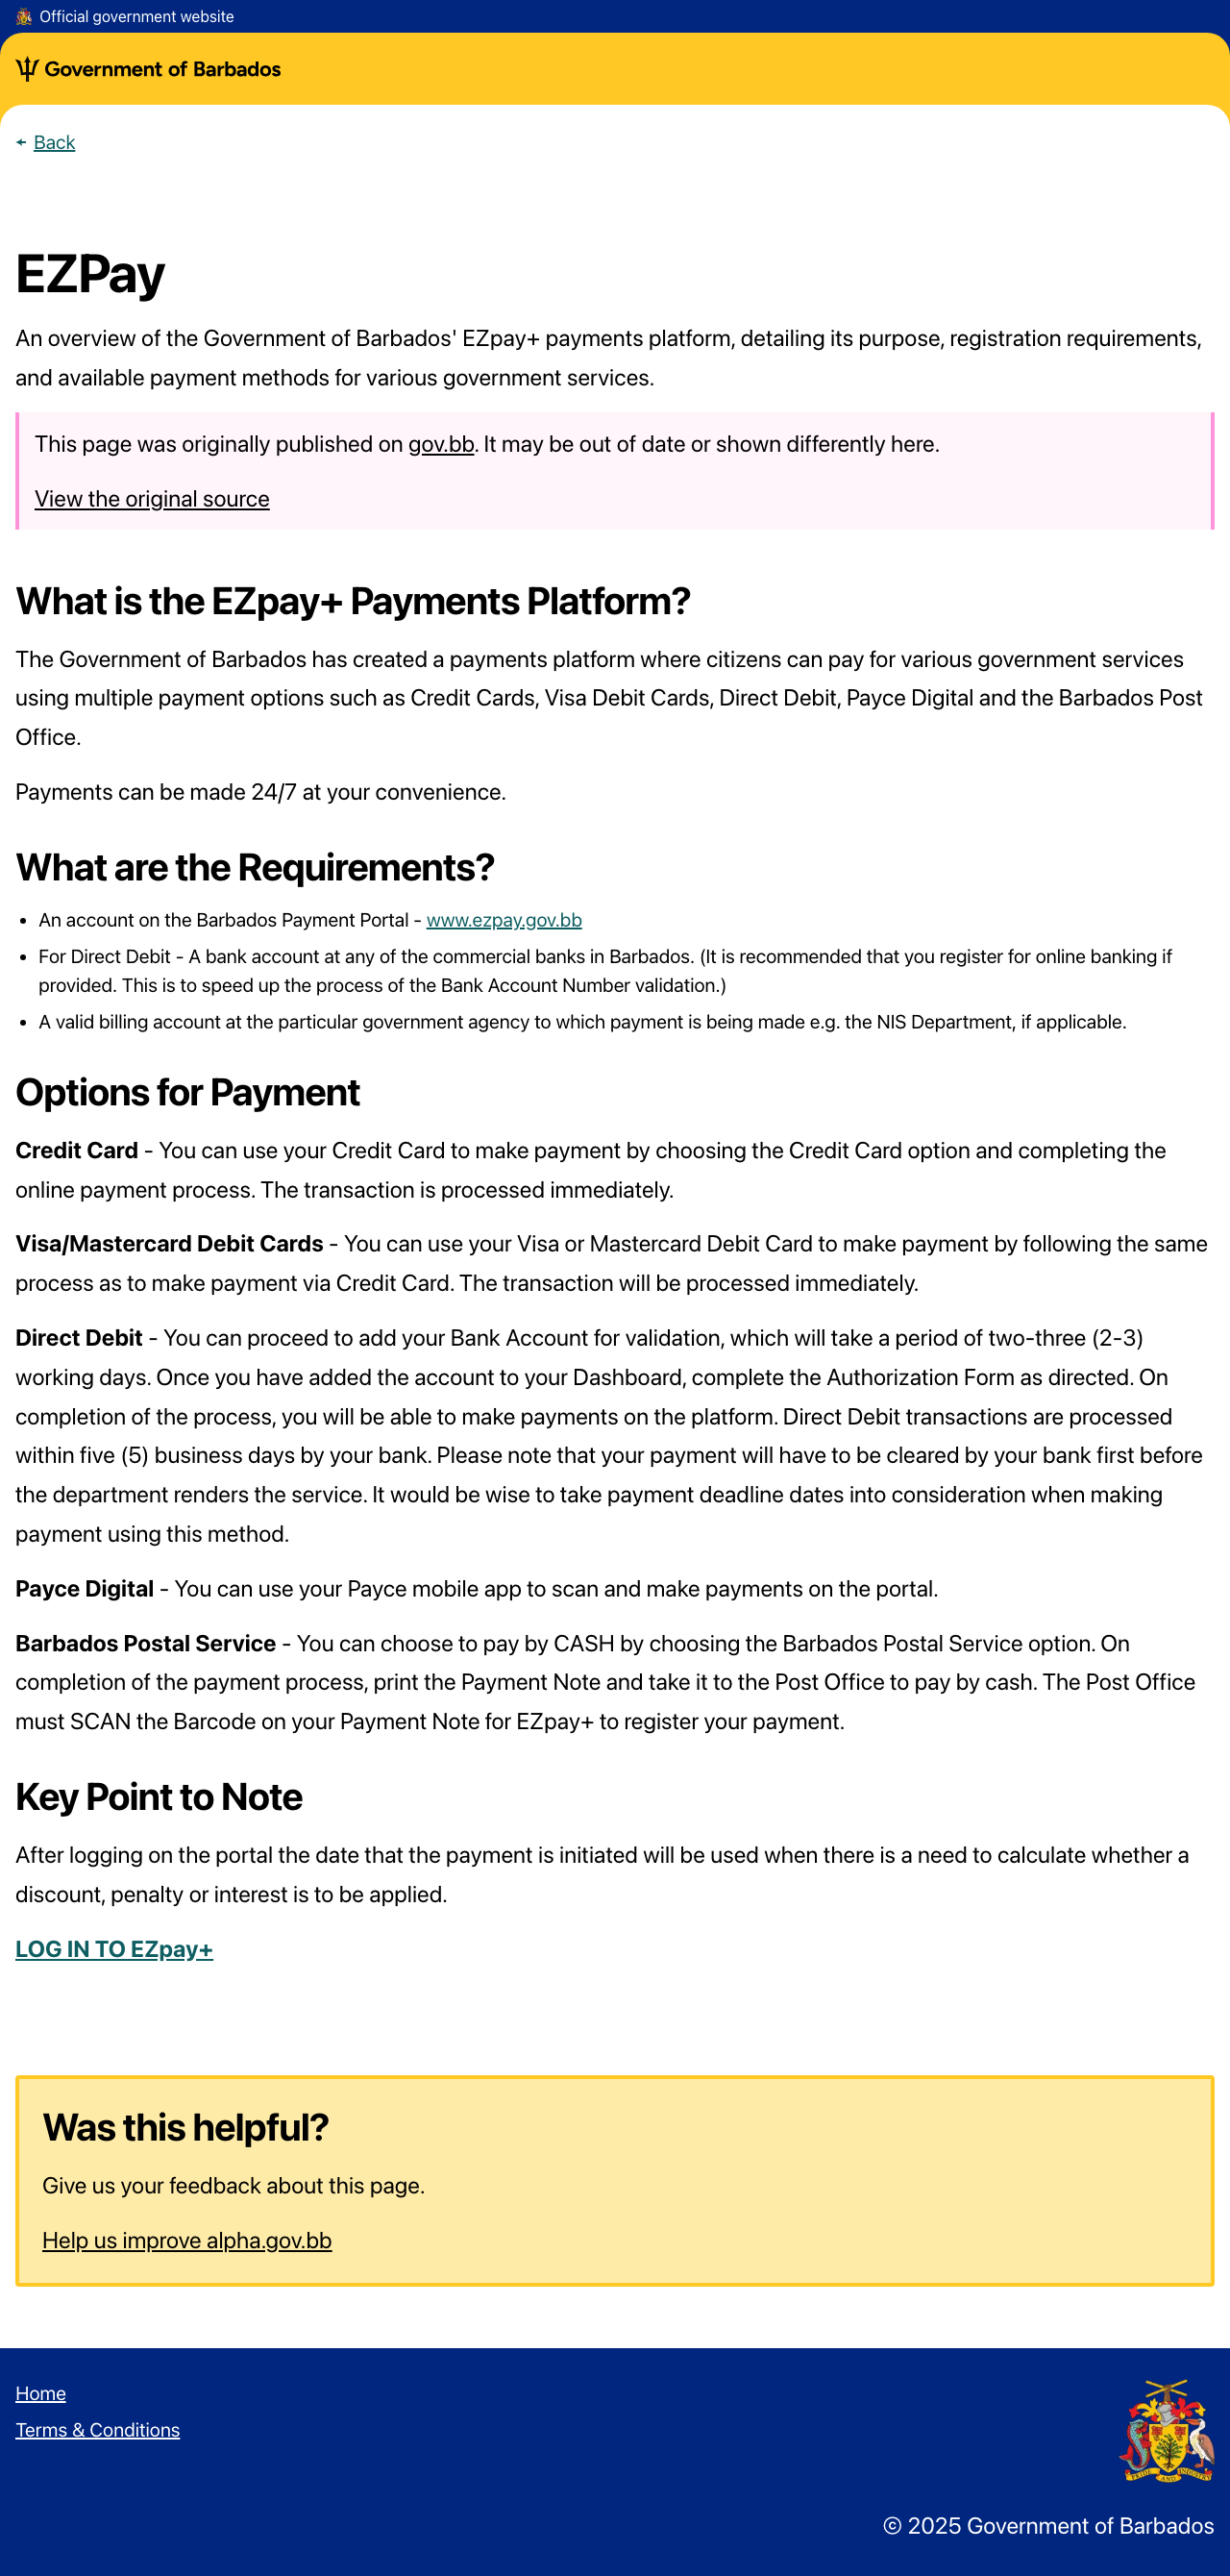 Official government website
Government of Barbados
Back
EZPay
An overview of the Government of Barbados' EZpay+ payments platform, detailing its purpose, registration requirements,
and available payment methods for various government services.
This page was originally published on gov.bb. It may be out of date or shown differently here.
View the original source
What is the EZpay+ Payments Platform?
The Government of Barbados has created a payments platform where citizens can pay for various government services
using multiple payment options such as Credit Cards, Visa Debit Cards, Direct Debit, Payce Digital and the Barbados Post
Office.
Payments can be made 24/7 at your convenience.
What are the Requirements?
• An account on the Barbados Payment Portal - www.ezpay.gov.bb
• For Direct Debit - A bank account at any of the commercial banks in Barbados. (It is recommended that you register for online banking if
provided. This is to speed up the process of the Bank Account Number validation.)
• A valid billing account at the particular government agency to which payment is being made e.g. the NIS Department, if applicable.
Options for Payment
Credit Card - You can use your Credit Card to make payment by choosing the Credit Card option and completing the
online payment process. The transaction is processed immediately.
Visa/Mastercard Debit Cards - You can use your Visa or Mastercard Debit Card to make payment by following the same
process as to make payment via Credit Card. The transaction will be processed immediately.
Direct Debit - You can proceed to add your Bank Account for validation, which will take a period of two-three (2-3)
working days. Once you have added the account to your Dashboard, complete the Authorization Form as directed. On
completion of the process, you will be able to make payments on the platform. Direct Debit transactions are processed
within five (5) business days by your bank. Please note that your payment will have to be cleared by your bank first before
the department renders the service. It would be wise to take payment deadline dates into consideration when making
payment using this method.
Payce Digital - You can use your Payce mobile app to scan and make payments on the portal.
Barbados Postal Service - You can choose to pay by CASH by choosing the Barbados Postal Service option. On
completion of the payment process, print the Payment Note and take it to the Post Office to pay by cash. The Post Office
must SCAN the Barcode on your Payment Note for EZpay+ to register your payment.
Key Point to Note
After logging on the portal the date that the payment is initiated will be used when there is a need to calculate whether a
discount, penalty or interest is to be applied.
LOG IN TO EZpay+
Was this helpful?
Give us your feedback about this page.
Help us improve alpha.gov.bb
Home
Terms & Conditions
PRIDE AND INDUSTRY
© 2025 Government of Barbados